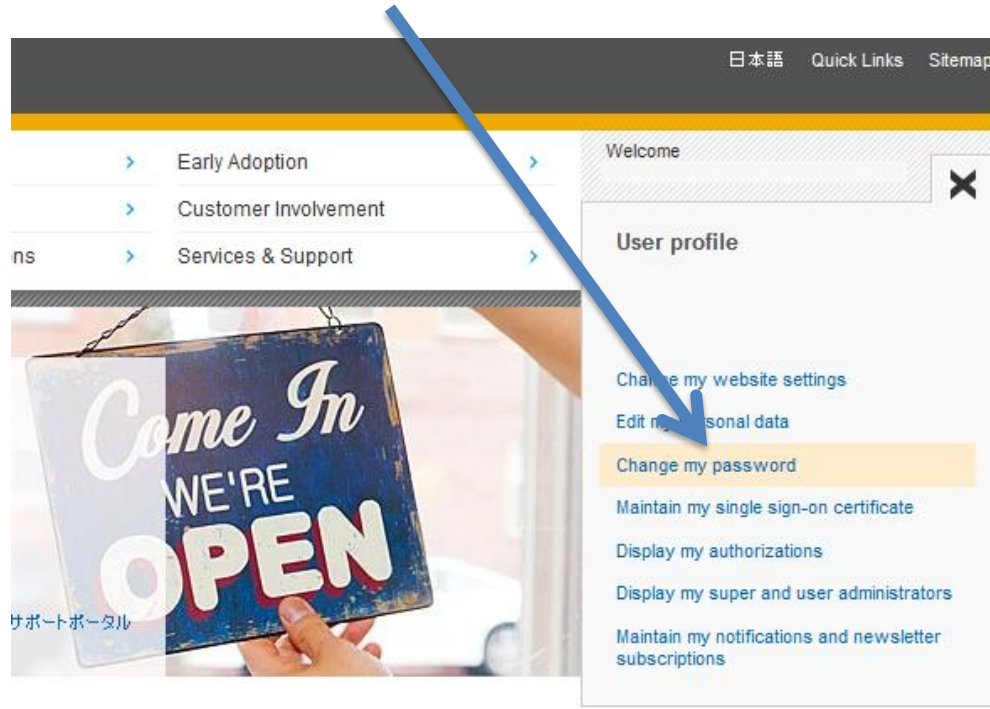 日本語 Quick Links Sitemap
Welcome
Early Adoption
Customer Involvement
ns Services & Support
User profile
Change my website settings
Edit my personal data
Change my password
Maintain my single sign-on certificate
Display my authorizations
Display my super and user administrators
Maintain my notifications and newsletter
subscriptions
Come In
WE'RE
OPEN
サポートポータル